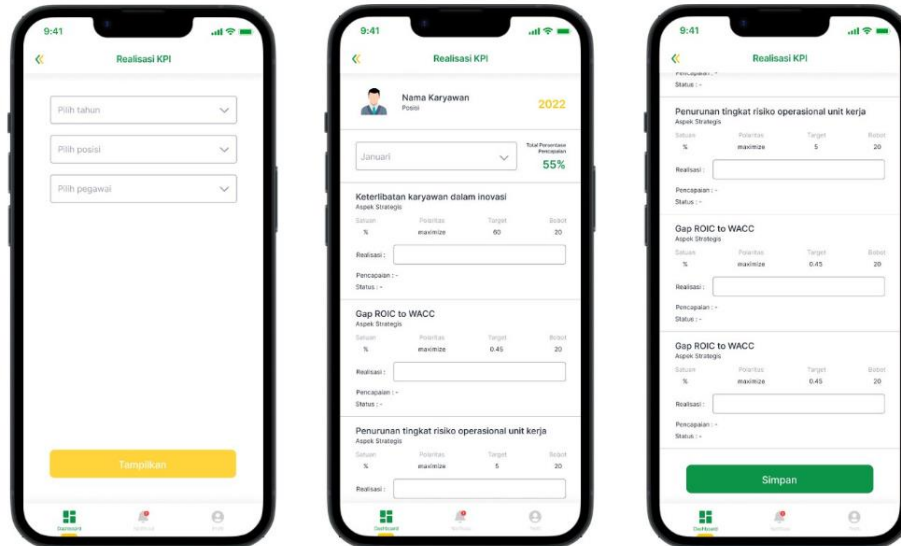 9:41
Realisasi KPI
Pilih tahun
Pilih posisi
Pilih pegawai
Tampilkan
Dashboard
Notifikasi
Profil
9:41
Realisasi KPI
Nama Karyawan
Posisi
2022
Januari
Total Persentase
Pencapaian
55%
Keterlibatan karyawan dalam inovasi
Aspek Strategis
Satuan Polaritas Target Bobot
% maximize 60 20
Realisasi :
Pencapaian : -
Status : -
Gap ROIC to WACC
Aspek Strategis
Satuan Polaritas Target Bobot
% maximize 0.45 20
Realisasi :
Pencapaian : -
Status : -
Penurunan tingkat risiko operasional unit kerja
Aspek Strategis
Satuan Polaritas Target Bobot
% maximize 5 20
Realisasi :
Dashboard
Notifikasi
Profil
9:41
Realisasi KPI
Pencapaian : -
Status : -
Penurunan tingkat risiko operasional unit kerja
Aspek Strategis
Satuan Polaritas Target Bobot
% maximize 5 20
Realisasi :
Pencapaian : -
Status : -
Gap ROIC to WACC
Aspek Strategis
Satuan Polaritas Target Bobot
% maximize 0.45 20
Realisasi :
Pencapaian : -
Status : -
Gap ROIC to WACC
Aspek Strategis
Satuan Polaritas Target Bobot
% maximize 0.45 20
Realisasi :
Pencapaian : -
Status : -
Simpan
Dashboard
Notifikasi
Profil